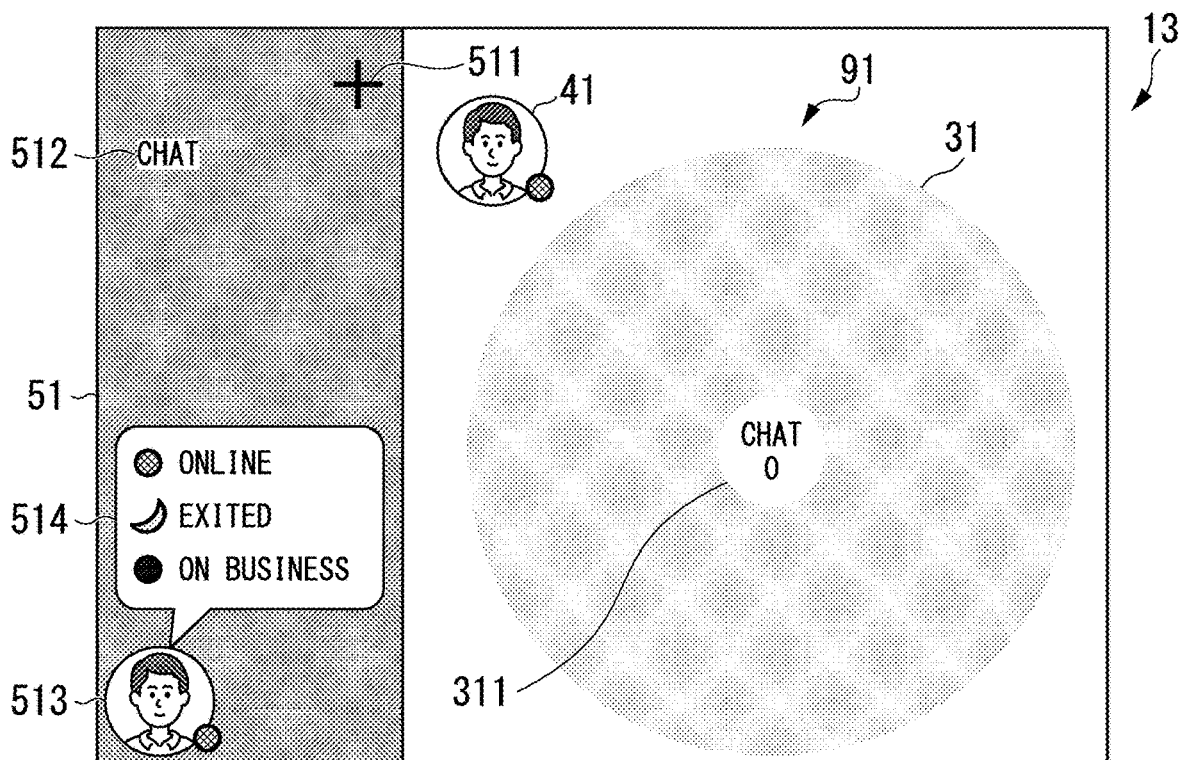 13
511
41
91
512
CHAT
31
51
CHAT
0
ONLINE
514
EXITED
ON BUSINESS
311
513